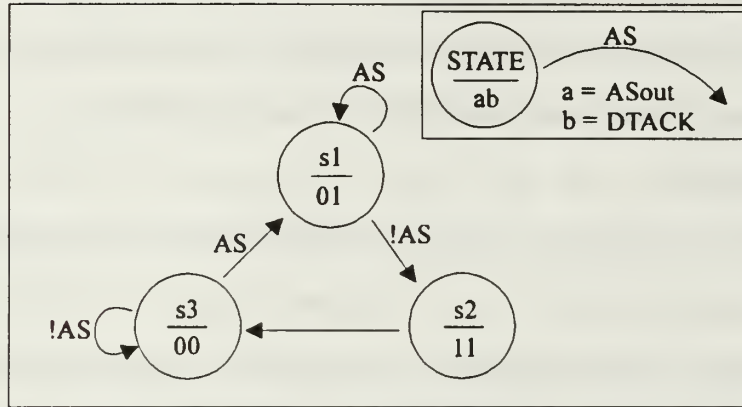 AS
STATE
ab
a = ASout
b = DTACK
AS
s1
01
AS
!AS
!AS
s3
00
s2
11